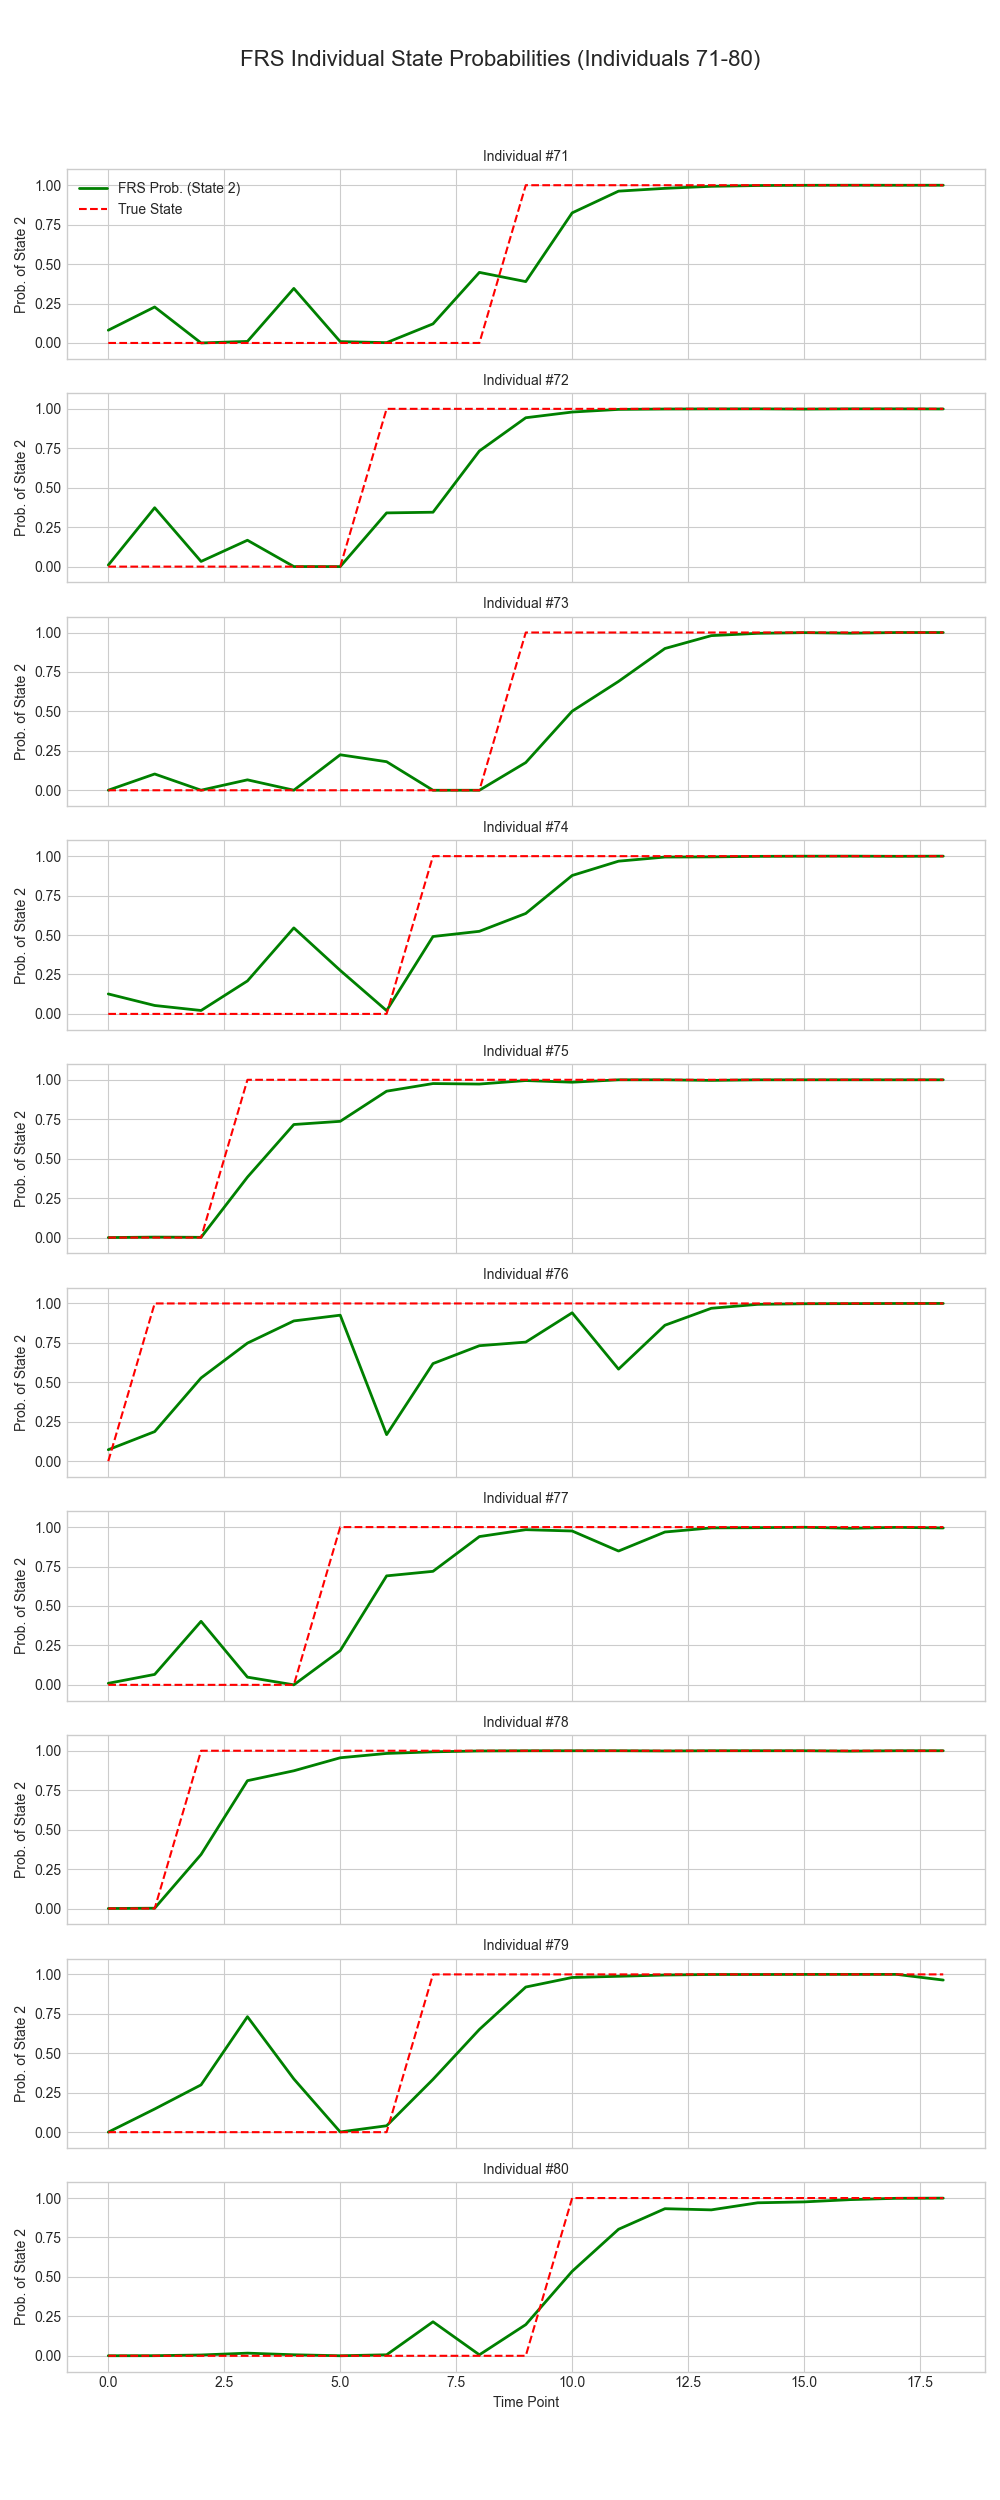 FRS Individual State Probabilities (Individuals 71-80)
Individual #71
FRS Prob. (State 2)
True State
Prob. of State 2
1.00
0.75
0.50
0.25
0.00
Individual #72
Prob. of State 2
1.00
0.75
0.50
0.25
0.00
Individual #73
Prob. of State 2
1.00
0.75
0.50
0.25
0.00
Individual #74
Prob. of State 2
1.00
0.75
0.50
0.25
0.00
Individual #75
Prob. of State 2
1.00
0.75
0.50
0.25
0.00
Individual #76
Prob. of State 2
1.00
0.75
0.50
0.25
0.00
Individual #77
Prob. of State 2
1.00
0.75
0.50
0.25
0.00
Individual #78
Prob. of State 2
1.00
0.75
0.50
0.25
0.00
Individual #79
Prob. of State 2
1.00
0.75
0.50
0.25
0.00
Individual #80
Prob. of State 2
1.00
0.75
0.50
0.25
0.00
0.0 2.5 5.0 7.5 10.0 12.5 15.0 17.5
Time Point